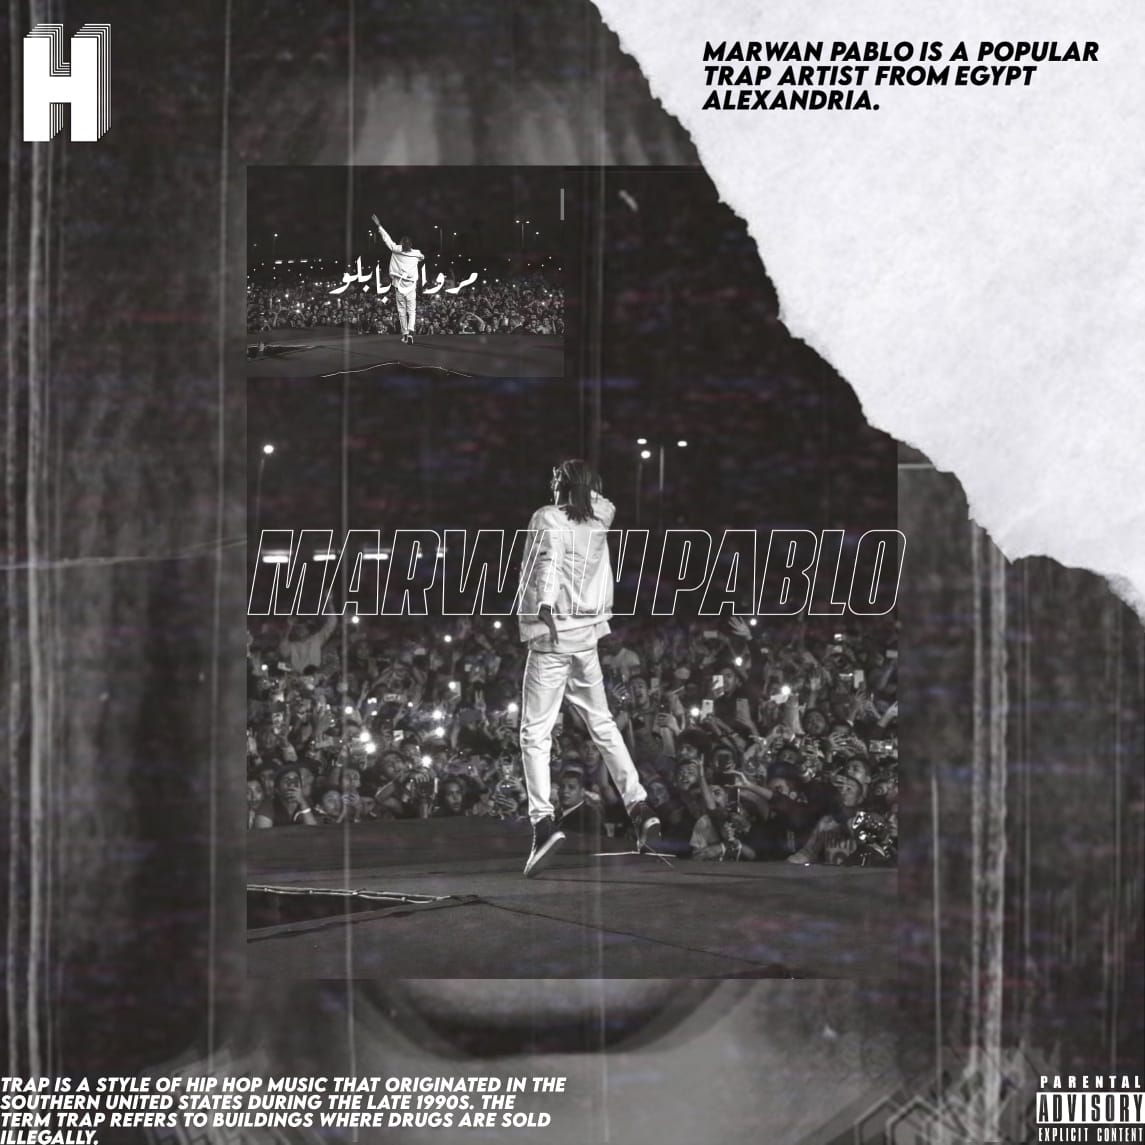 H
MARWAN PABLO IS A POPULAR
TRAP ARTIST FROM EGYPT
ALEXANDRIA.
مروان بابلو
MARWAN PABLO
TRAP IS A STYLE OF HIP HOP MUSIC THAT ORIGINATED IN THE
SOUTHERN UNITED STATES DURING THE LATE 1990S. THE
TERM TRAP REFERS TO BUILDINGS WHERE DRUGS ARE SOLD
ILLEGALLY.
PARENTAL
ADVISORY
EXPLICIT CONTENT